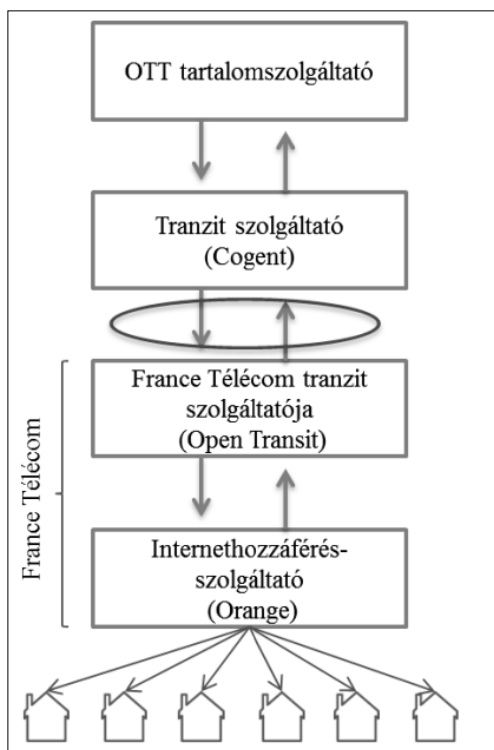 OTT tartalomszolgáltató
Tranzit szolgáltató
(Cogent)
France Télécom tranzit
szolgáltatója
(Open Transit)
France Télécom
Internethozzáférés-
szolgáltató
(Orange)